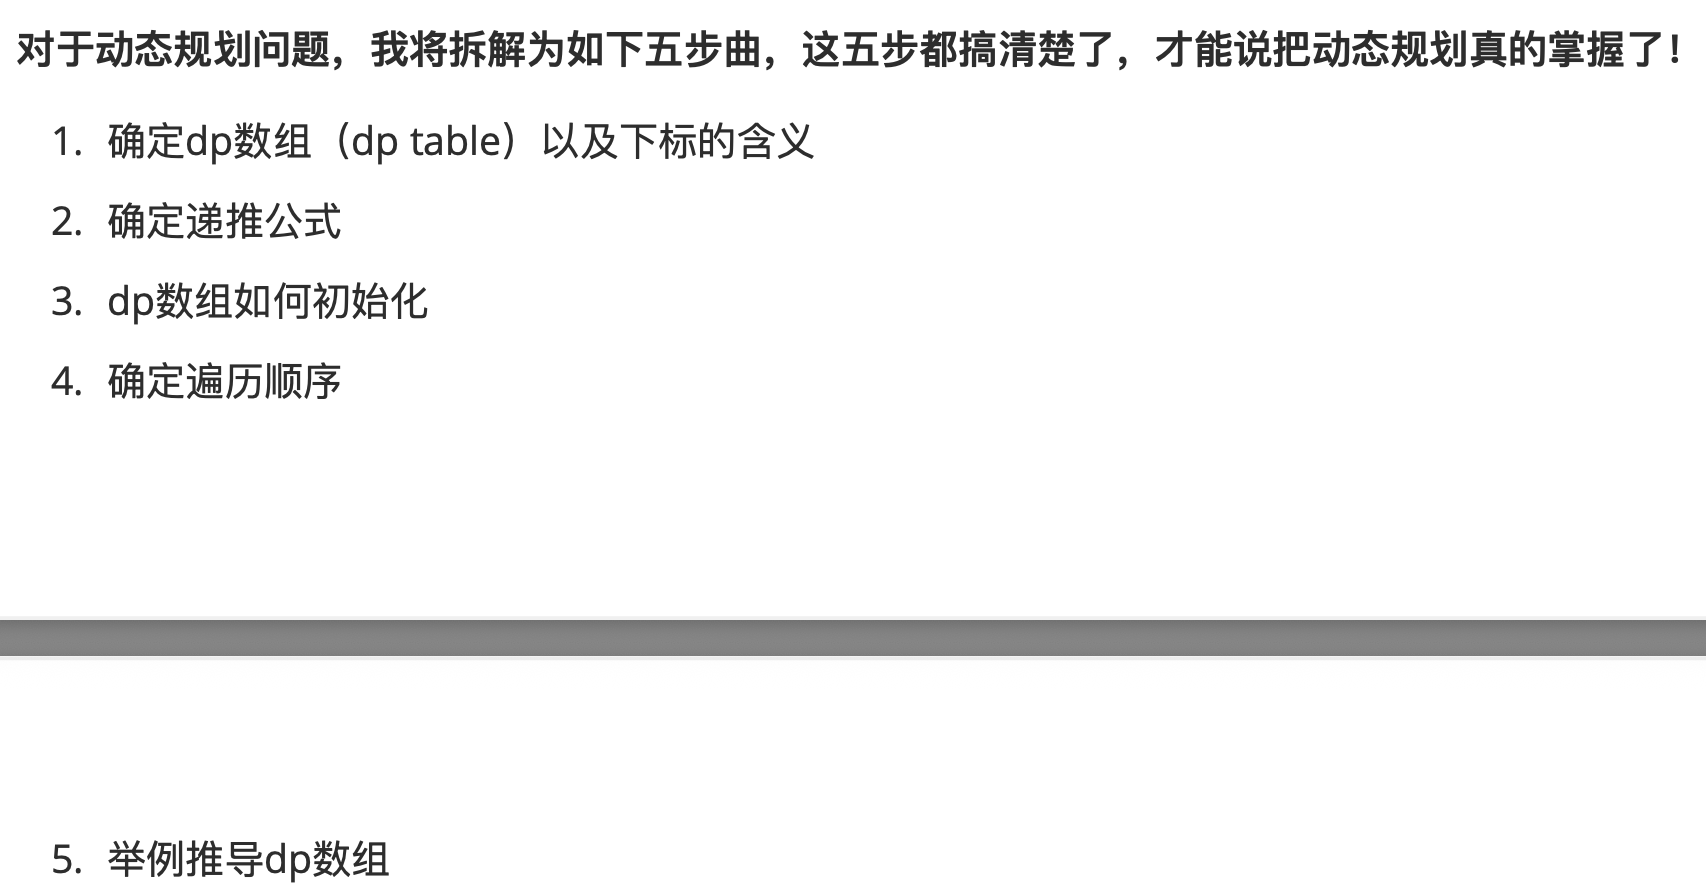 对于动态规划问题，我将拆解为如下五步曲，这五步都搞清楚了，才能说把动态规划真的掌握了！
1. 确定dp数组（dp table）以及下标的含义
2. 确定递推公式
3. dp数组如何初始化
4. 确定遍历顺序
5. 举例推导dp数组